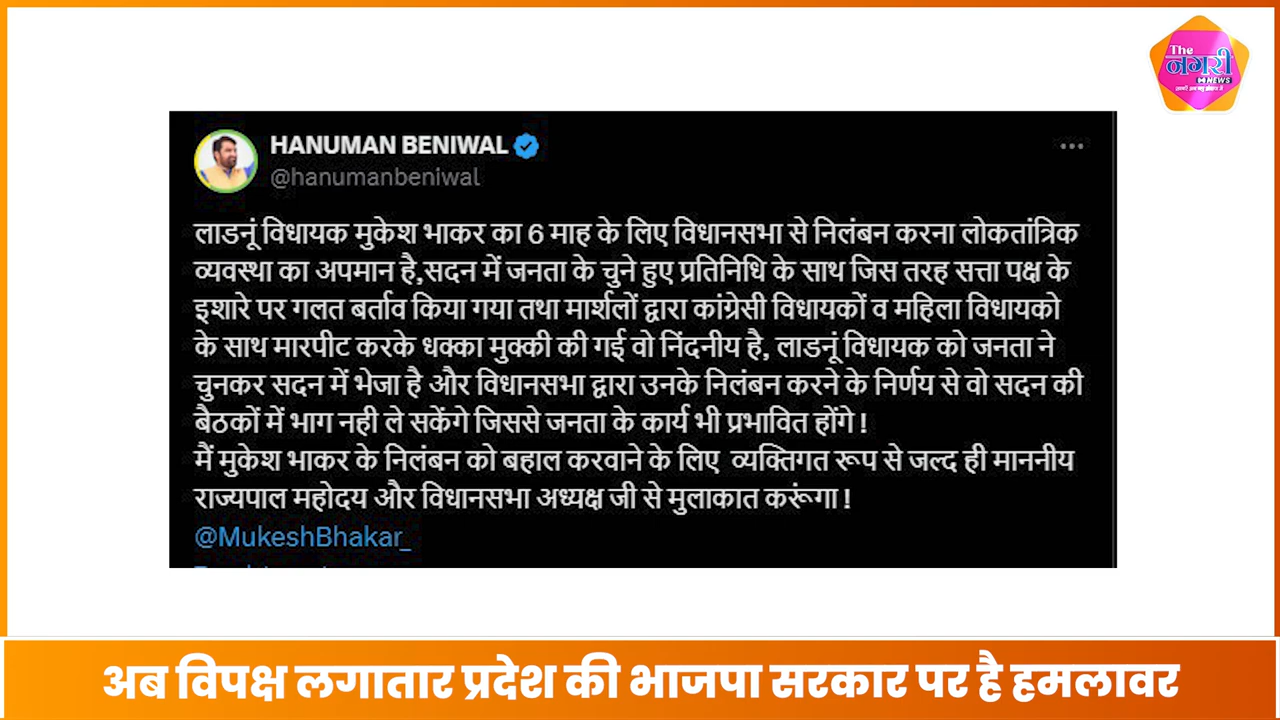 The
नगरी
NEWS
HANUMAN BENIWAL
@hanumanbeniwal
लाडनूं विधायक मुकेश भाकर का 6 माह के लिए विधानसभा से निलंबन करना लोकतांत्रिक
व्यवस्था का अपमान है,सदन में जनता के चुने हुए प्रतिनिधि के साथ जिस तरह सत्ता पक्ष के
इशारे पर गलत बर्ताव किया गया तथा मार्शलों द्वारा कांग्रेसी विधायकों व महिला विधायको
के साथ मारपीट करके धक्का मुक्की की गई वो निंदनीय है, लाडनूं विधायक को जनता ने
चुनकर सदन में भेजा है और विधानसभा द्वारा उनके निलंबन करने के निर्णय से वो सदन की
बैठकों में भाग नही ले सकेंगे जिससे जनता के कार्य भी प्रभावित होंगे !
मैं मुकेश भाकर के निलंबन को बहाल करवाने के लिए व्यक्तिगत रूप से जल्द ही माननीय
राज्यपाल महोदय और विधानसभा अध्यक्ष जी से मुलाकात करूंगा !
@MukeshBhakar_
अब विपक्ष लगातार प्रदेश की भाजपा सरकार पर है हमलावर